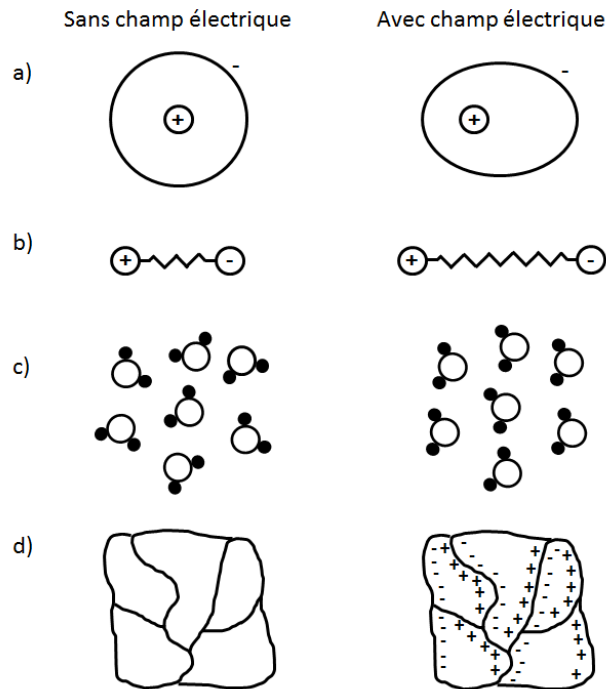 Sans champ électrique Avec champ électrique
a) + - + -
b) + - + -
c)
d) - + - - - + - + + - - + + - - + - + - - + - + - - + - + - + - + - - + - + - + - - + - + - + - - + - + - - + - + - + - - +